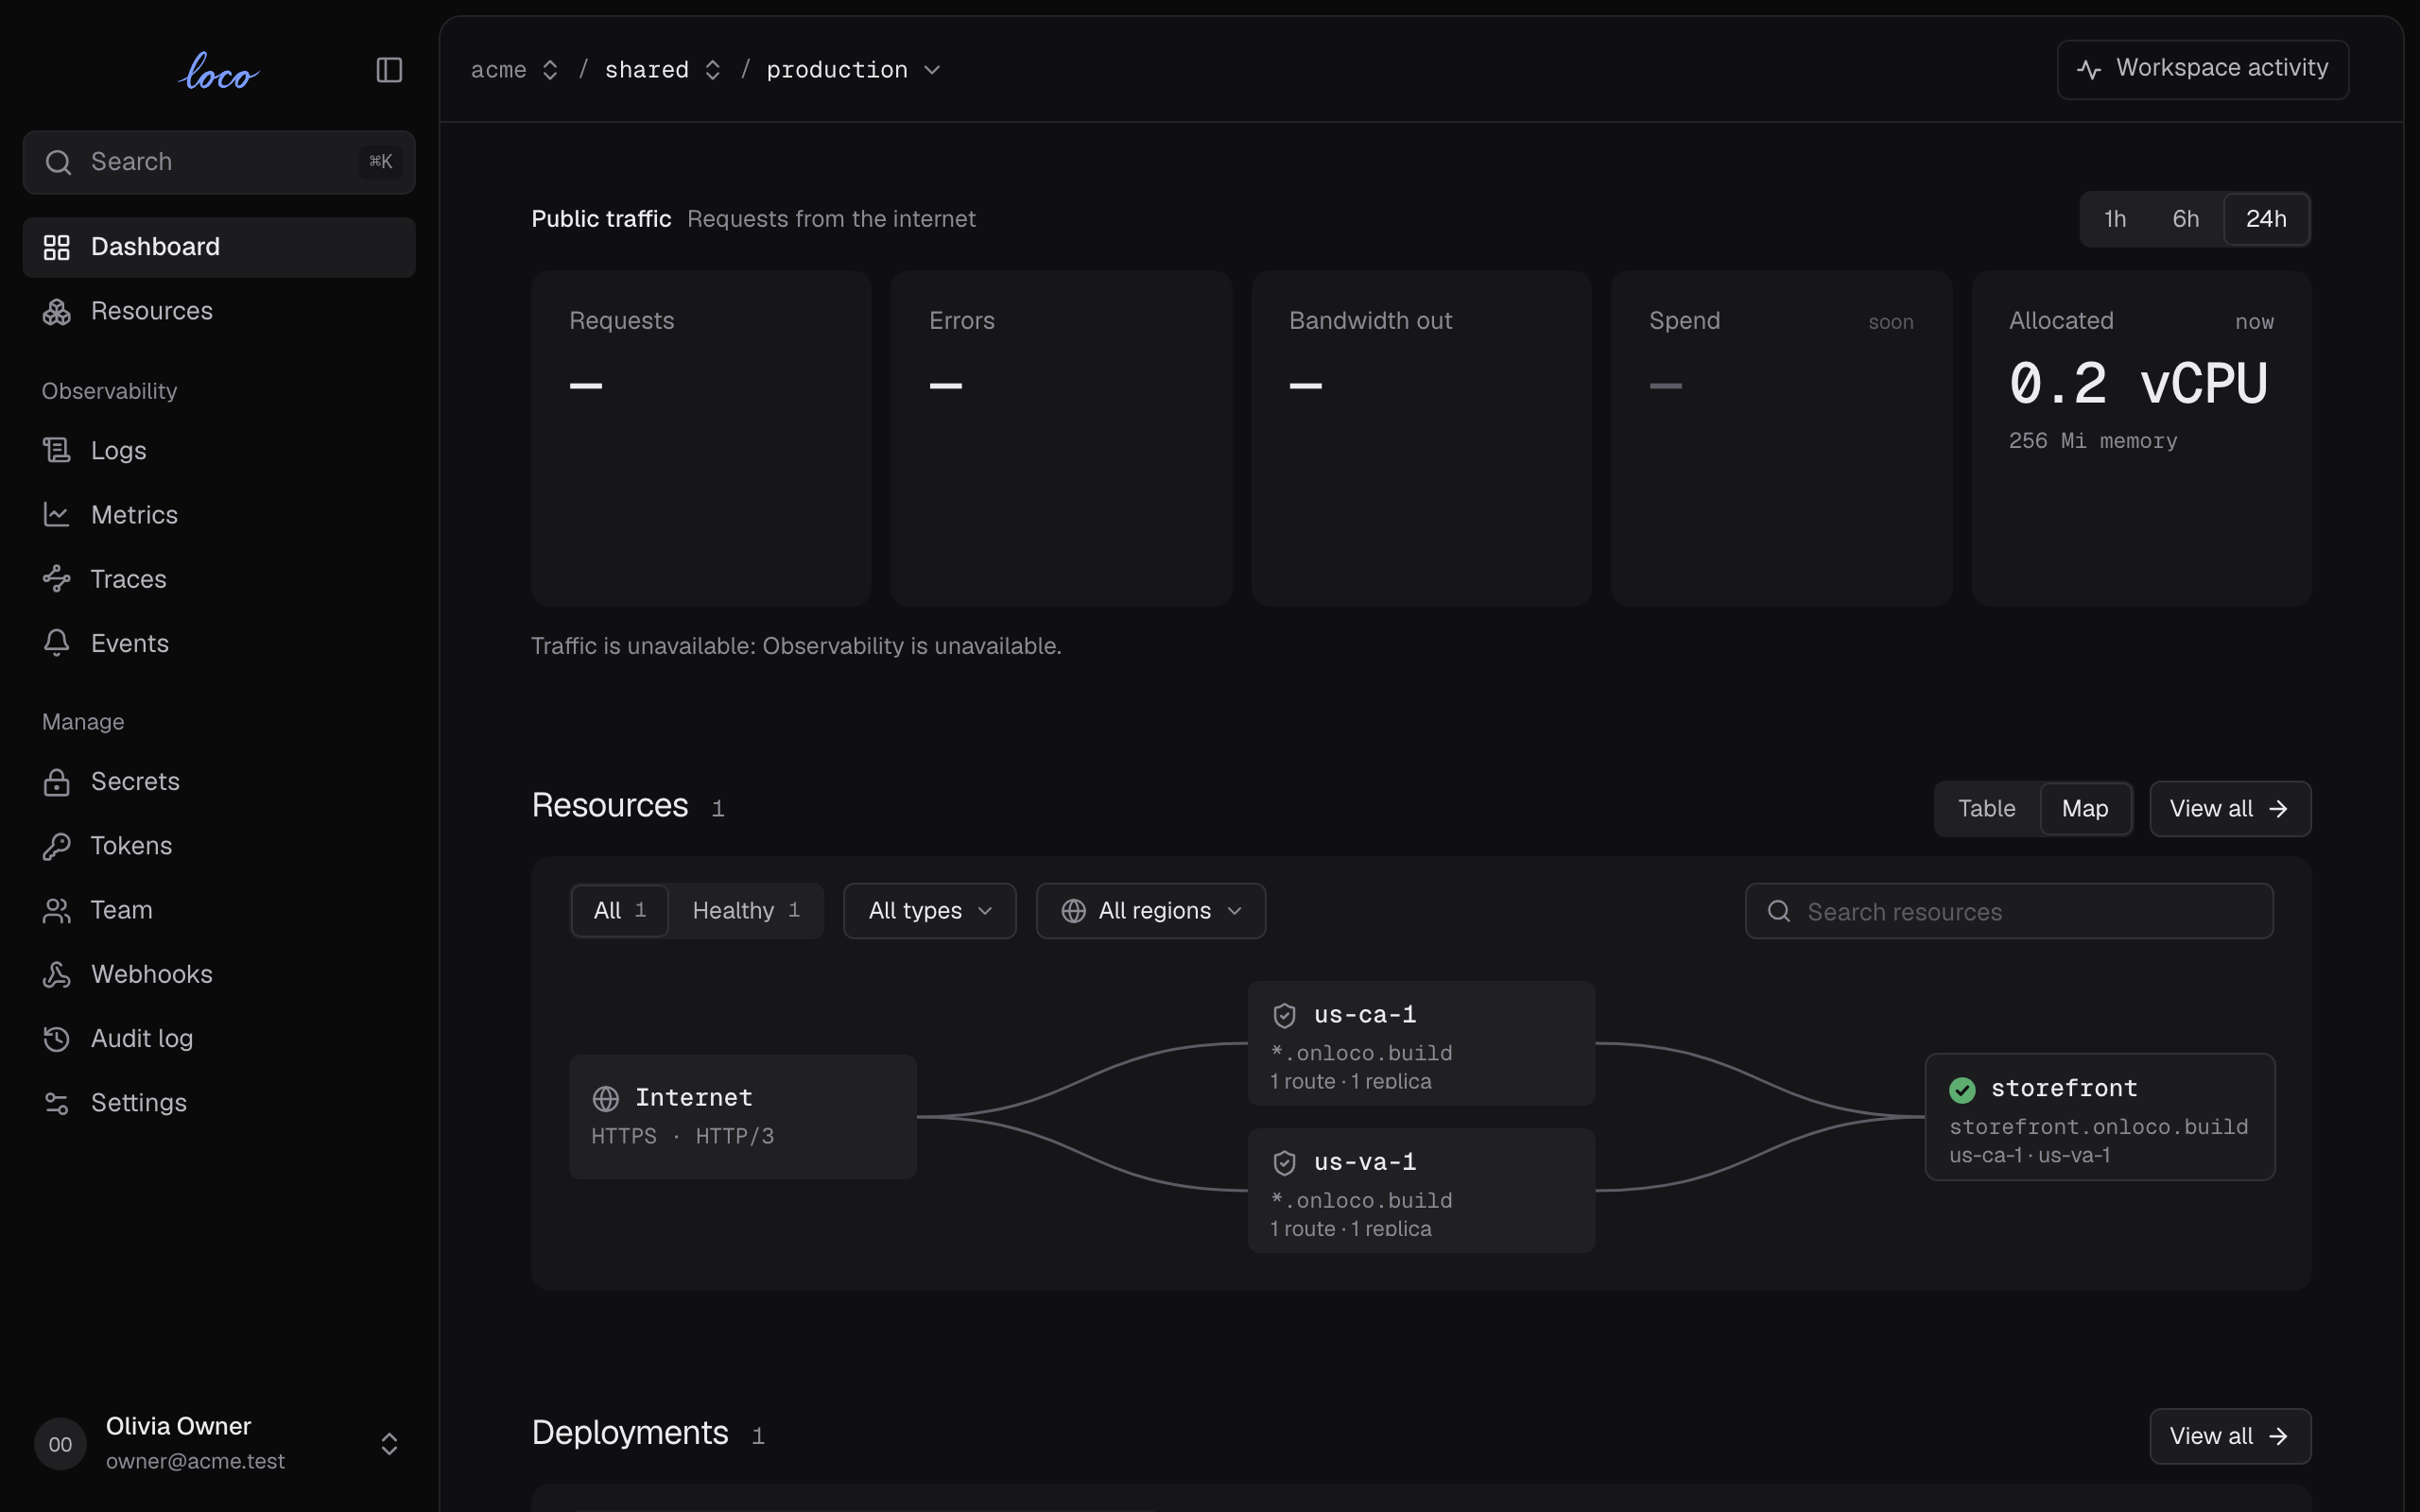 loco
Search ⌘K
Dashboard
Resources
Observability
Logs
Metrics
Traces
Events
Manage
Secrets
Tokens
Team
Webhooks
Audit log
Settings
OO
Olivia Owner
owner@acme.test
acme / shared / production
Workspace activity
Public traffic Requests from the internet
1h 6h 24h
Requests
—
Errors
—
Bandwidth out
—
Spend soon
—
Allocated now
0.2 vCPU
256 Mi memory
Traffic is unavailable: Observability is unavailable.
Resources 1
Table Map View all →
All 1 Healthy 1 All types All regions
Search resources
Internet
HTTPS · HTTP/3
us-ca-1
*.onloco.build
1 route · 1 replica
us-va-1
*.onloco.build
1 route · 1 replica
storefront
storefront.onloco.build
us-ca-1 · us-va-1
Deployments 1
View all →